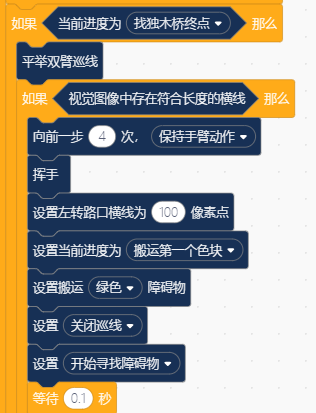 如果 当前进度为 找独木桥终点 那么
平举双臂巡线
如果 视觉图像中存在符合长度的横线 那么
向前一步 4 次， 保持手臂动作
挥手
设置左转路口横线为 100 像素点
设置当前进度为 搬运第一个色块
设置搬运 绿色 障碍物
设置 关闭巡线
设置 开始寻找障碍物
等待 0.1 秒